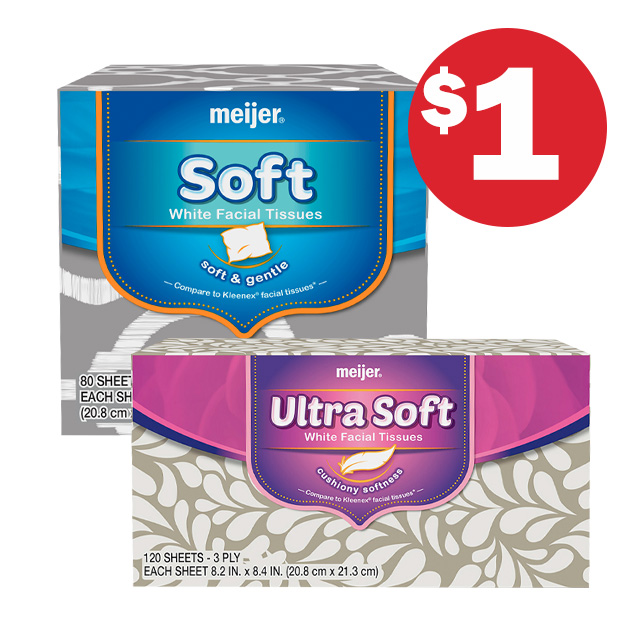 $1
meijer®
Soft
White Facial Tissues
soft & gentle
— Compare to Kleenex® facial tissues* —
80 SHEET
EACH SH
(20.8 cm
meijer®
Ultra Soft
White Facial Tissues
cushiony softness
— Compare to Kleenex® facial tissues* —
120 SHEETS - 3 PLY
EACH SHEET 8.2 IN. x 8.4 IN. (20.8 cm x 21.3 cm)